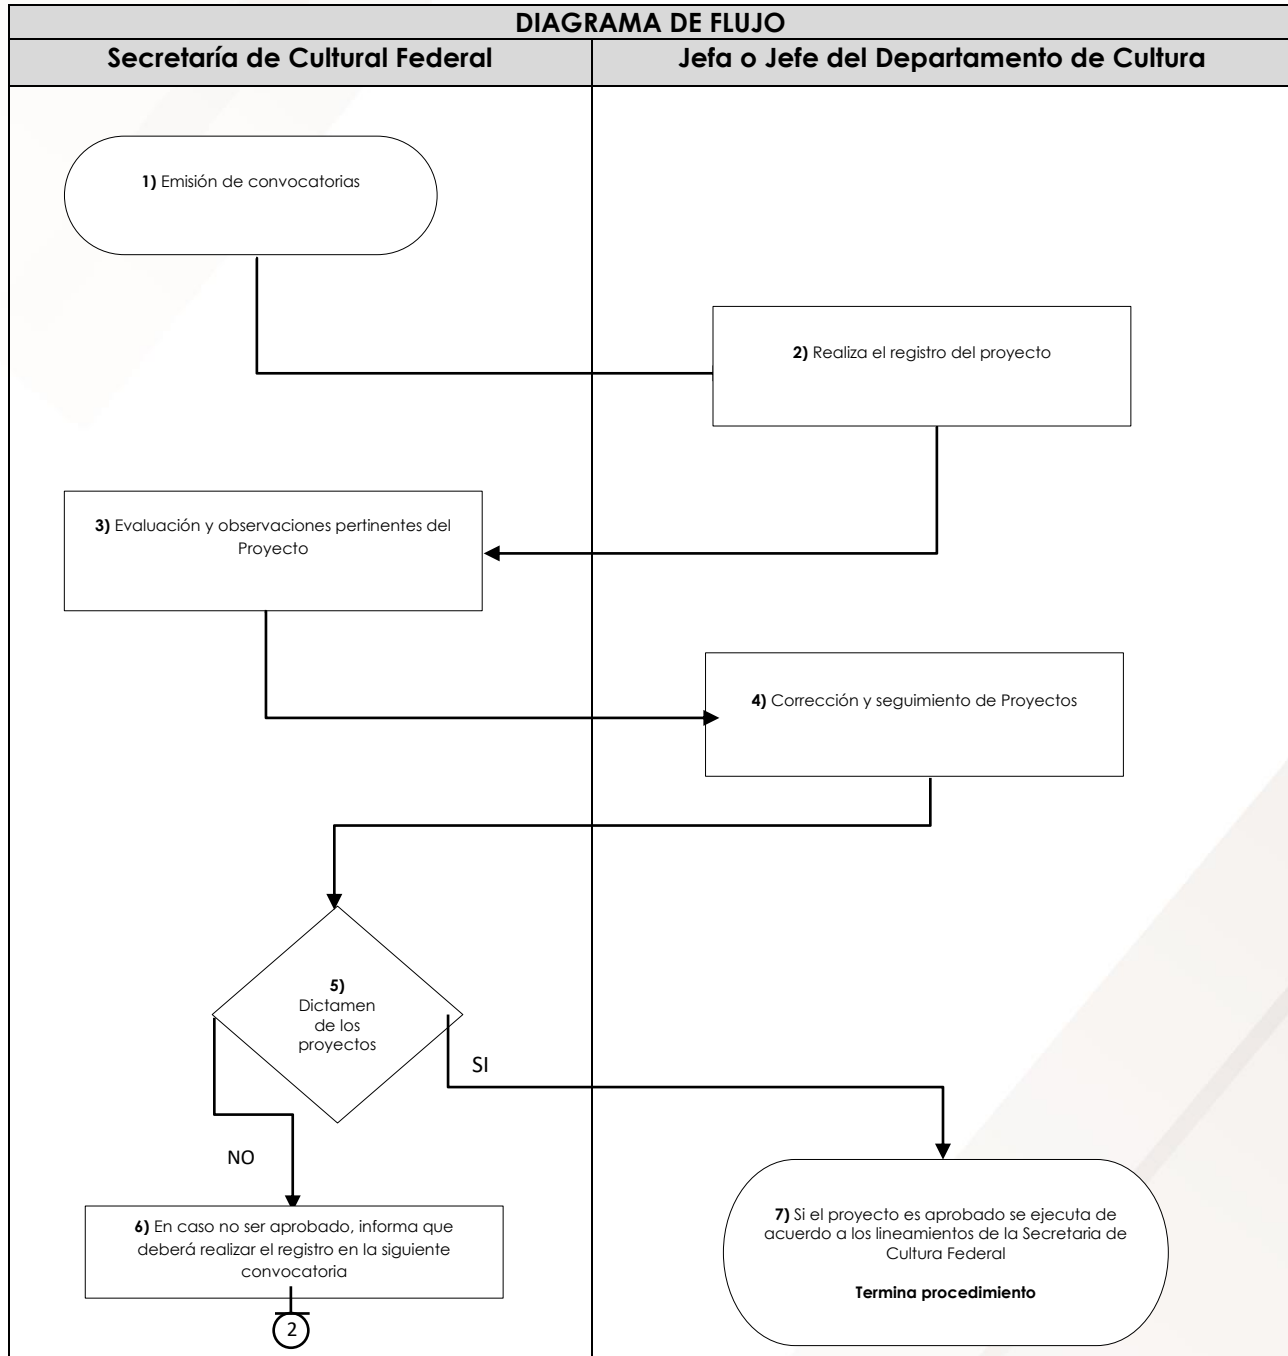 DIAGRAMA DE FLUJO
Secretaría de Cultural Federal
Jefa o Jefe del Departamento de Cultura
1) Emisión de convocatorias
2) Realiza el registro del proyecto
3) Evaluación y observaciones pertinentes del
Proyecto
4) Corrección y seguimiento de Proyectos
5)
Dictamen
de los
proyectos
SI
NO
6) En caso no ser aprobado, informa que
deberá realizar el registro en la siguiente
convocatoria
2
7) Si el proyecto es aprobado se ejecuta de
acuerdo a los lineamientos de la Secretaria de
Cultura Federal
Termina procedimiento